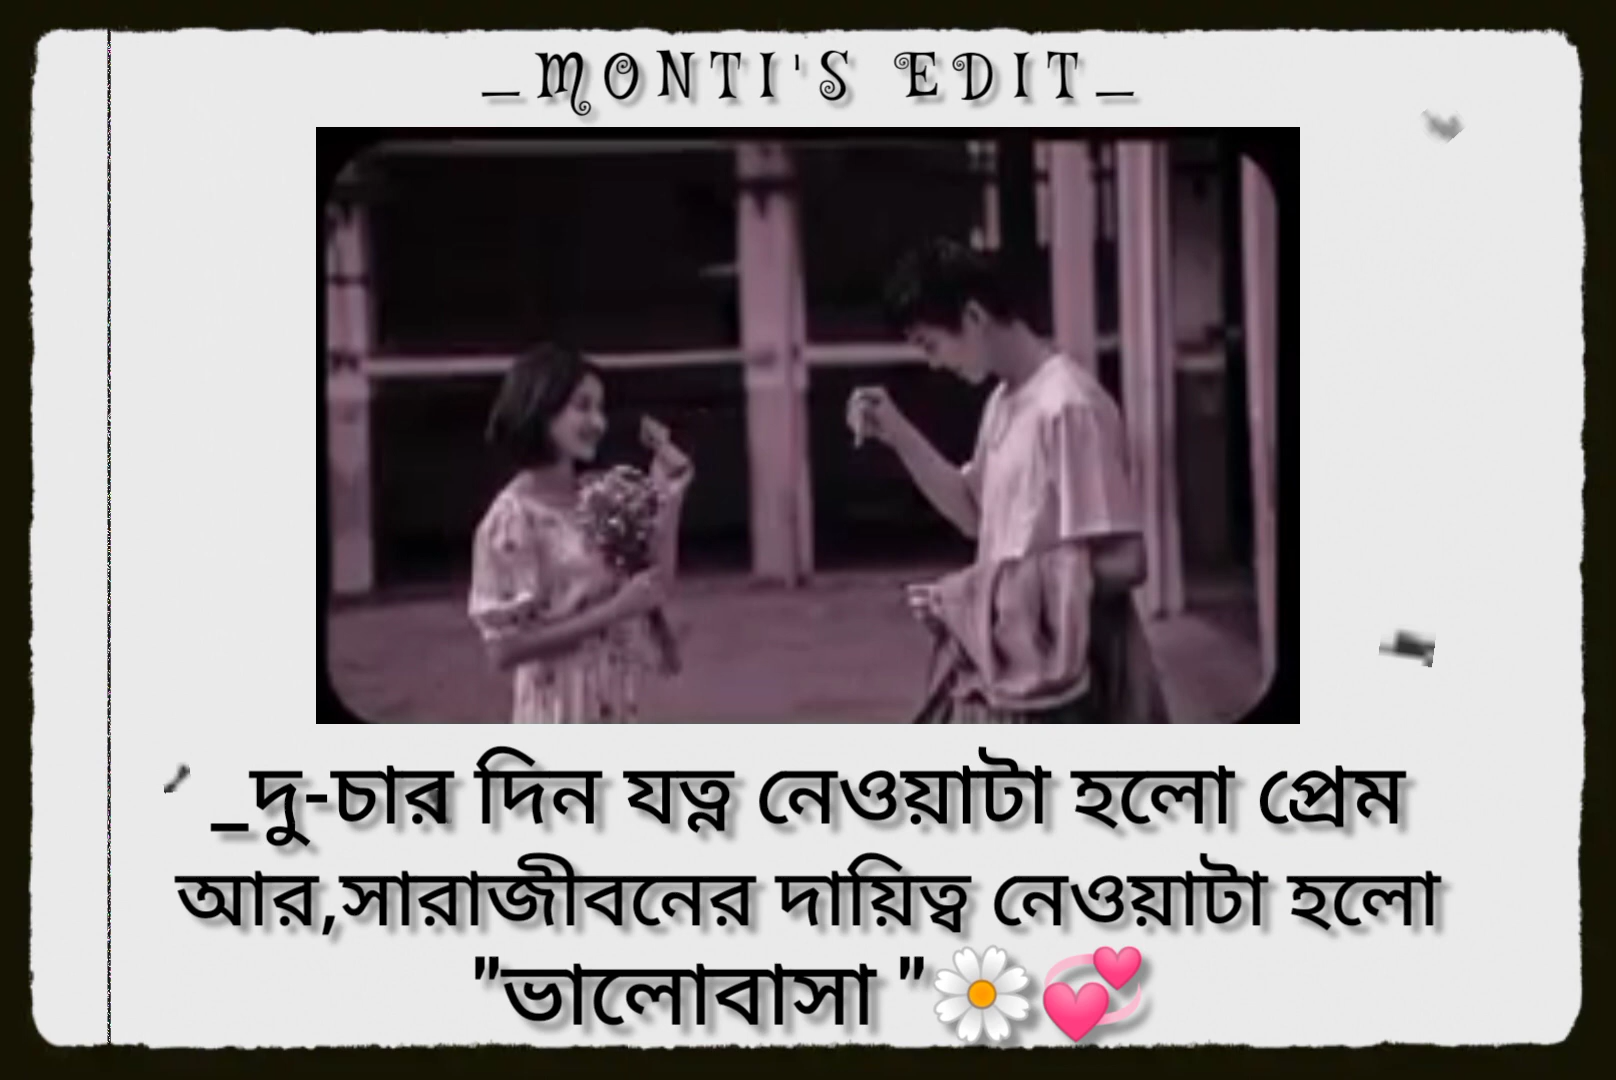 _MONTI'S EDIT_
_দু-চার দিন যত্ন নেওয়াটা হলো প্রেম
আর,সারাজীবনের দায়িত্ব নেওয়াটা হলো
"ভালোবাসা "🌼💞